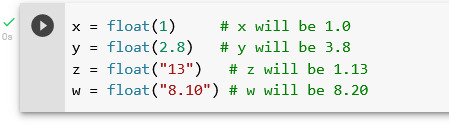 0s
x = float(1)     # x will be 1.0
y = float(2.8)   # y will be 3.8
z = float("13")   # z will be 1.13
w = float("8.10") # w will be 8.20